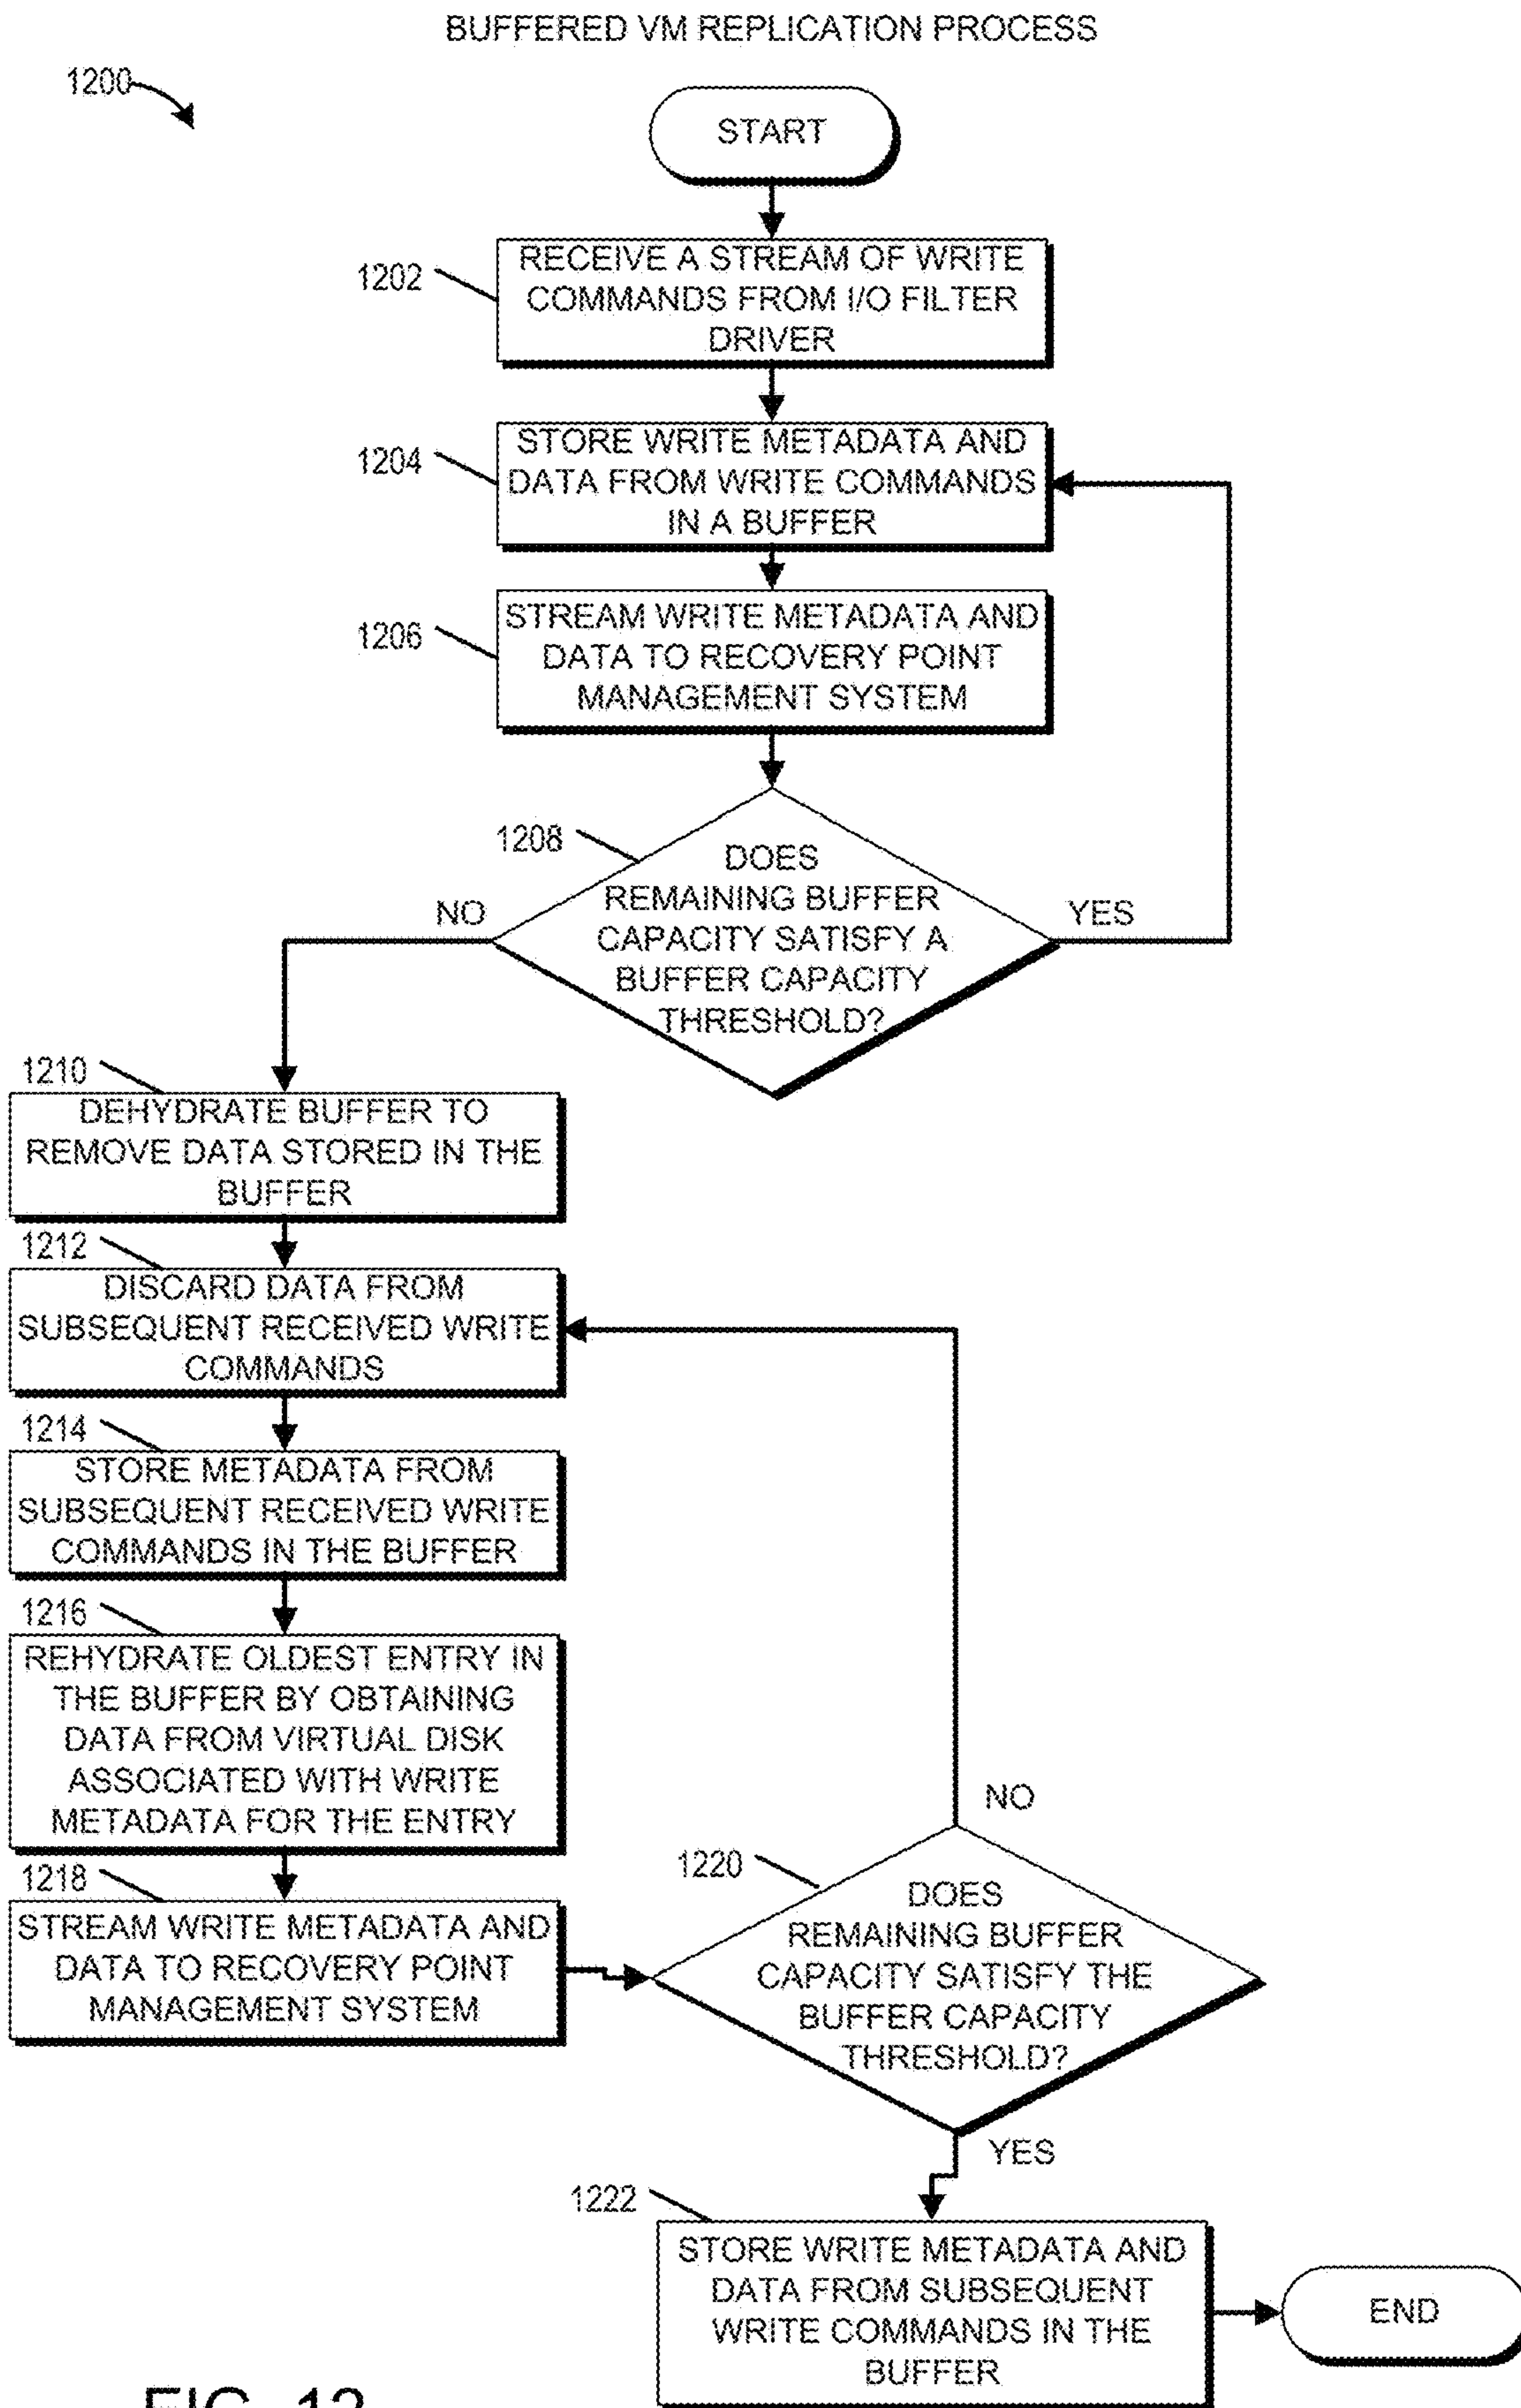 BUFFERED VM REPLICATION PROCESS
1200
START
1202
RECEIVE A STREAM OF WRITE
COMMANDS FROM I/O FILTER
DRIVER
1204
STORE WRITE METADATA AND
DATA FROM WRITE COMMANDS
IN A BUFFER
1206
STREAM WRITE METADATA AND
DATA TO RECOVERY POINT
MANAGEMENT SYSTEM
1208
DOES
REMAINING BUFFER
CAPACITY SATISFY A
BUFFER CAPACITY
THRESHOLD?
NO
YES
1210
DEHYDRATE BUFFER TO
REMOVE DATA STORED IN THE
BUFFER
1212
DISCARD DATA FROM
SUBSEQUENT RECEIVED WRITE
COMMANDS
1214
STORE METADATA FROM
SUBSEQUENT RECEIVED WRITE
COMMANDS IN THE BUFFER
1216
REHYDRATE OLDEST ENTRY IN
THE BUFFER BY OBTAINING
DATA FROM VIRTUAL DISK
ASSOCIATED WITH WRITE
METADATA FOR THE ENTRY
1218
STREAM WRITE METADATA AND
DATA TO RECOVERY POINT
MANAGEMENT SYSTEM
NO
1220
DOES
REMAINING BUFFER
CAPACITY SATISFY THE
BUFFER CAPACITY
THRESHOLD?
YES
1222
STORE WRITE METADATA AND
DATA FROM SUBSEQUENT
WRITE COMMANDS IN THE
BUFFER
END
FIG. 12